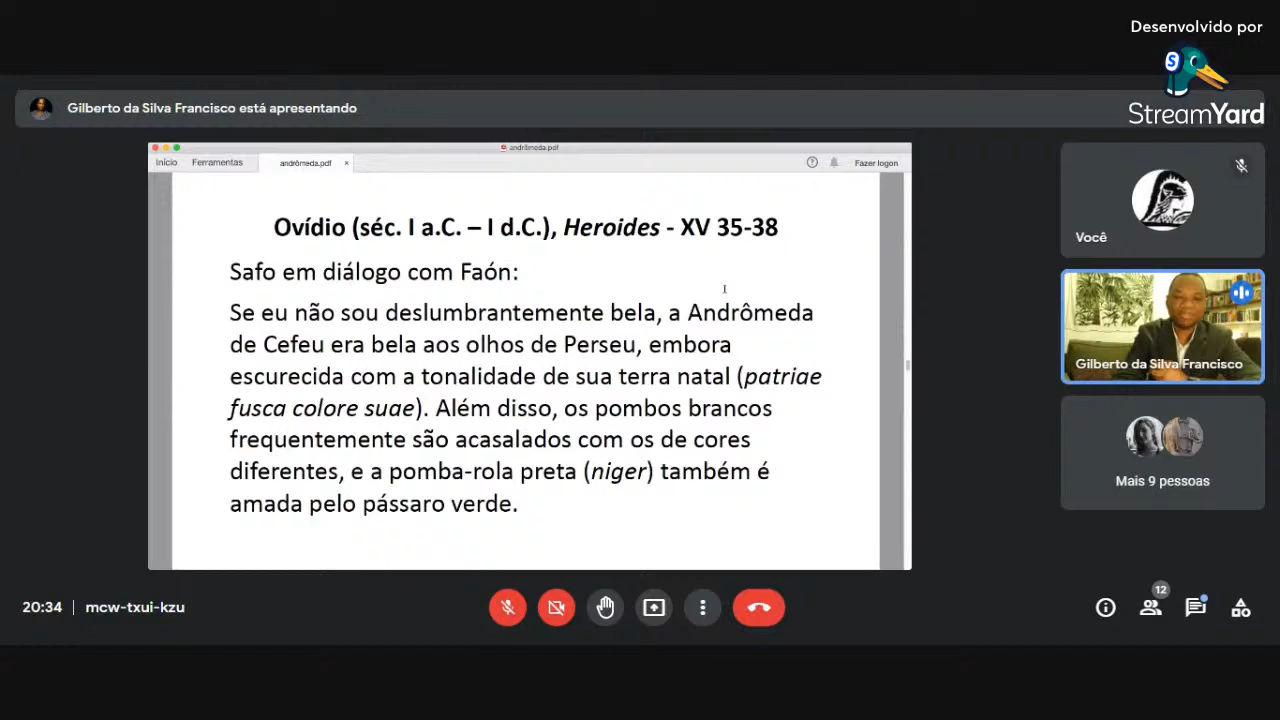 Desenvolvido por
StreamYard
Gilberto da Silva Francisco está apresentando
andrômeda.pdf
Início Ferramentas andrômeda.pdf × Fazer logon
Ovídio (séc. I a.C. – I d.C.), Heroides - XV 35-38
Safo em diálogo com Faón:
Se eu não sou deslumbrantemente bela, a Andrômeda
de Cefeu era bela aos olhos de Perseu, embora
escurecida com a tonalidade de sua terra natal (patriae
fusca colore suae). Além disso, os pombos brancos
frequentemente são acasalados com os de cores
diferentes, e a pomba-rola preta (niger) também é
amada pelo pássaro verde.
Você
Gilberto da Silva Francisco
Mais 9 pessoas
20:34 | mcw-txui-kzu
12